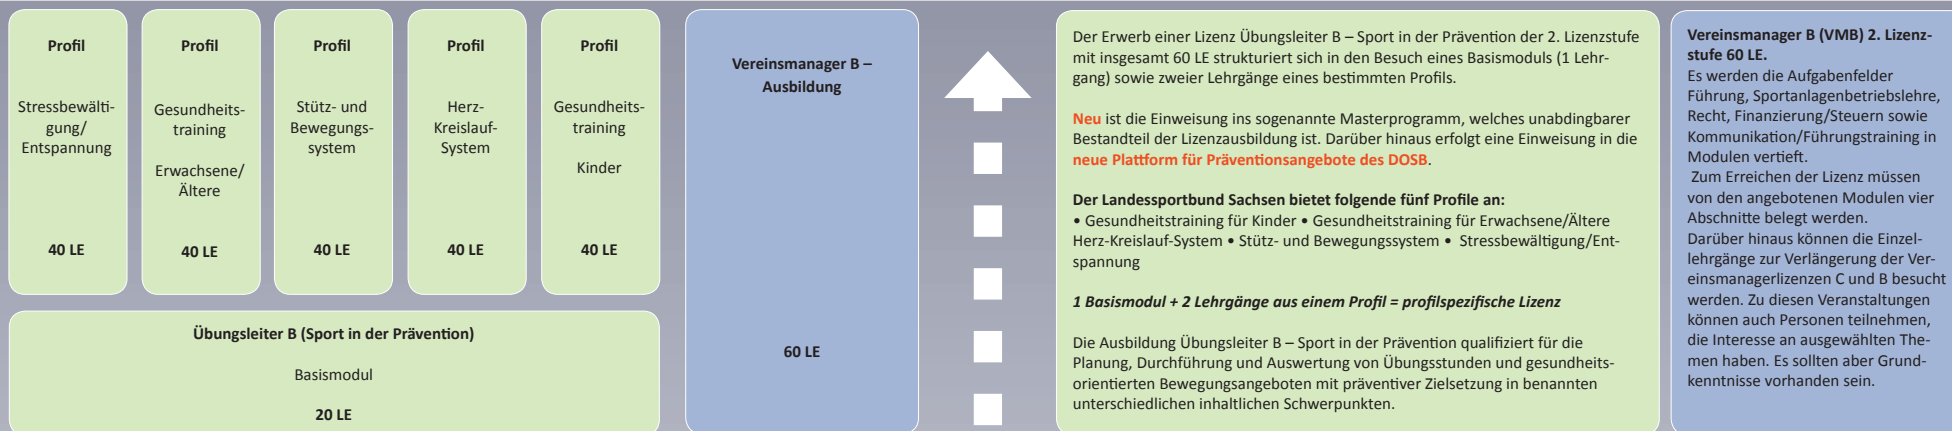 Profil
Stressbewälti-
gung/
Entspannung
40 LE
Profil
Gesundheits-
training
Erwachsene/
Ältere
40 LE
Profil
Stütz- und
Bewegungs-
system
40 LE
Profil
Herz-
Kreislauf-
System
40 LE
Profil
Gesundheits-
training
Kinder
40 LE
Übungsleiter B (Sport in der Prävention)
Basismodul
20 LE
Vereinsmanager B –
Ausbildung
60 LE
Der Erwerb einer Lizenz Übungsleiter B – Sport in der Prävention der 2. Lizenzstufe
mit insgesamt 60 LE strukturiert sich in den Besuch eines Basismoduls (1 Lehr-
gang) sowie zweier Lehrgänge eines bestimmten Profils.
Neu ist die Einweisung ins sogenannte Masterprogramm, welches unabdingbarer
Bestandteil der Lizenzausbildung ist. Darüber hinaus erfolgt eine Einweisung in die
neue Plattform für Präventionsangebote des DOSB.
Der Landessportbund Sachsen bietet folgende fünf Profile an:
• Gesundheitstraining für Kinder • Gesundheitstraining für Erwachsene/Ältere
Herz-Kreislauf-System • Stütz- und Bewegungssystem • Stressbewältigung/Ent-
spannung
1 Basismodul + 2 Lehrgänge aus einem Profil = profilspezifische Lizenz
Die Ausbildung Übungsleiter B – Sport in der Prävention qualifiziert für die
Planung, Durchführung und Auswertung von Übungsstunden und gesundheits-
orientierten Bewegungsangeboten mit präventiver Zielsetzung in benannten
unterschiedlichen inhaltlichen Schwerpunkten.
Vereinsmanager B (VMB) 2. Lizenz-
stufe 60 LE.
Es werden die Aufgabenfelder
Führung, Sportanlagenbetriebslehre,
Recht, Finanzierung/Steuern sowie
Kommunikation/Führungstraining in
Modulen vertieft.
Zum Erreichen der Lizenz müssen
von den angebotenen Modulen vier
Abschnitte belegt werden.
Darüber hinaus können die Einzel-
lehrgänge zur Verlängerung der Ver-
einsmanagerlizenzen C und B besucht
werden. Zu diesen Veranstaltungen
können auch Personen teilnehmen,
die Interesse an ausgewählten The-
men haben. Es sollten aber Grund-
kenntnisse vorhanden sein.